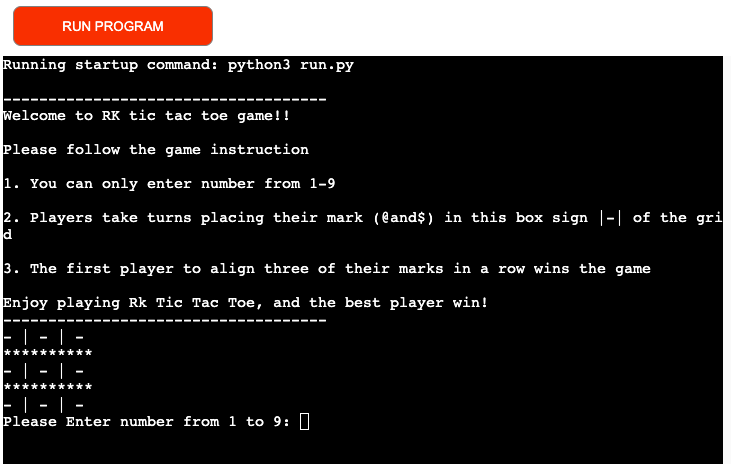 RUN PROGRAM
Running startup command: python3 run.py
------------------------------------
Welcome to RK tic tac toe game!!
Please follow the game instruction
1. You can only enter number from 1-9
2. Players take turns placing their mark (@and$) in this box sign |-| of the gri
d
3. The first player to align three of their marks in a row wins the game
Enjoy playing Rk Tic Tac Toe, and the best player win!
------------------------------------
- | - | -
**********
- | - | -
**********
- | - | -
Please Enter number from 1 to 9: